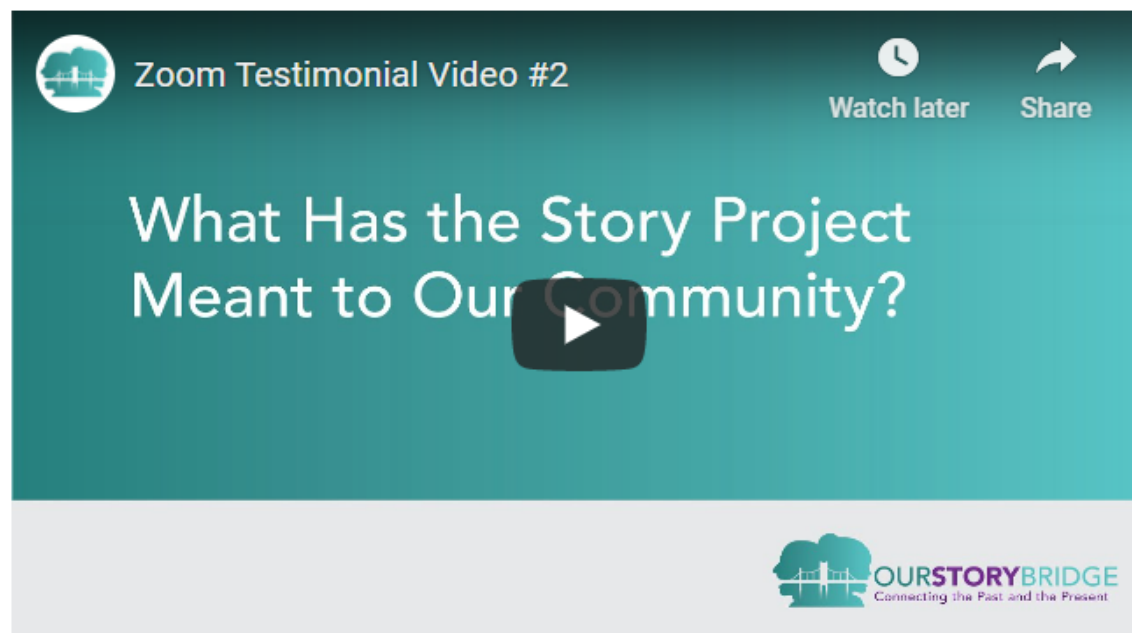 Zoom Testimonial Video #2
Watch later
Share
What Has the Story Project
Meant to Our Community?
OURSTORYBRIDGE
Connecting the Past and the Present